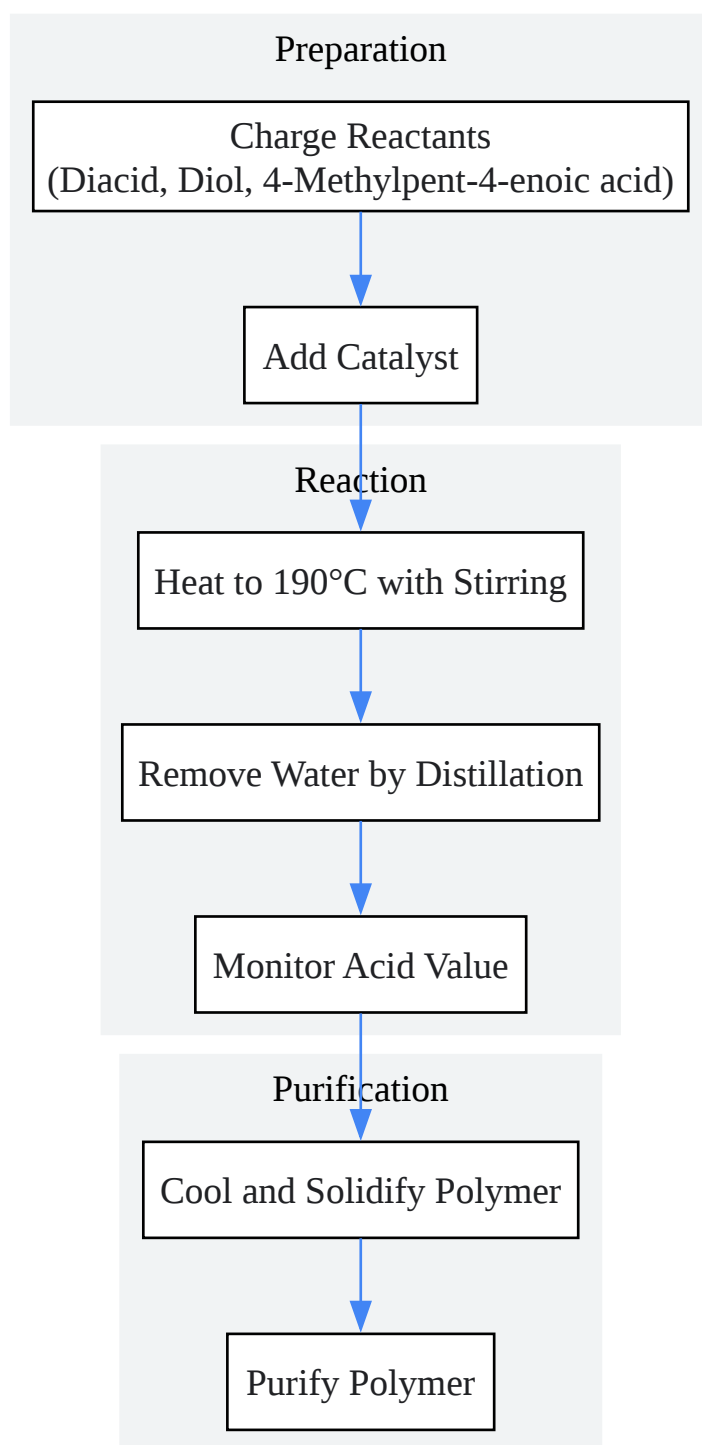 Preparation
Charge Reactants
(Diacid, Diol, 4-Methylpent-4-enoic acid)
Add Catalyst
Reaction
Heat to 190°C with Stirring
Remove Water by Distillation
Monitor Acid Value
Purification
Cool and Solidify Polymer
Purify Polymer